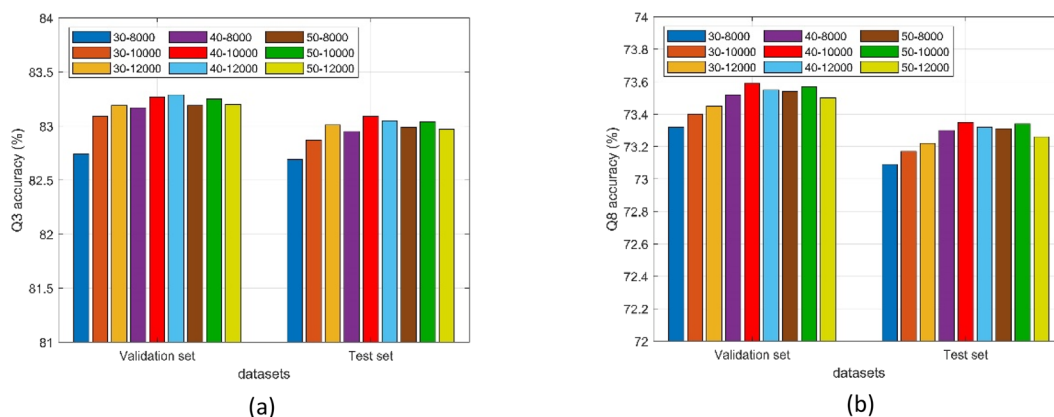 84
83.5
83
82.5
82
81.5
81
Q3 accuracy (%)
30-8000 40-8000 50-8000
30-10000 40-10000 50-10000
30-12000 40-12000 50-12000
Validation set Test set
datasets
(a)
74
73.8
73.6
73.4
73.2
73
72.8
72.6
72.4
72.2
72
Q8 accuracy (%)
30-8000 40-8000 50-8000
30-10000 40-10000 50-10000
30-12000 40-12000 50-12000
Validation set Test set
datasets
(b)